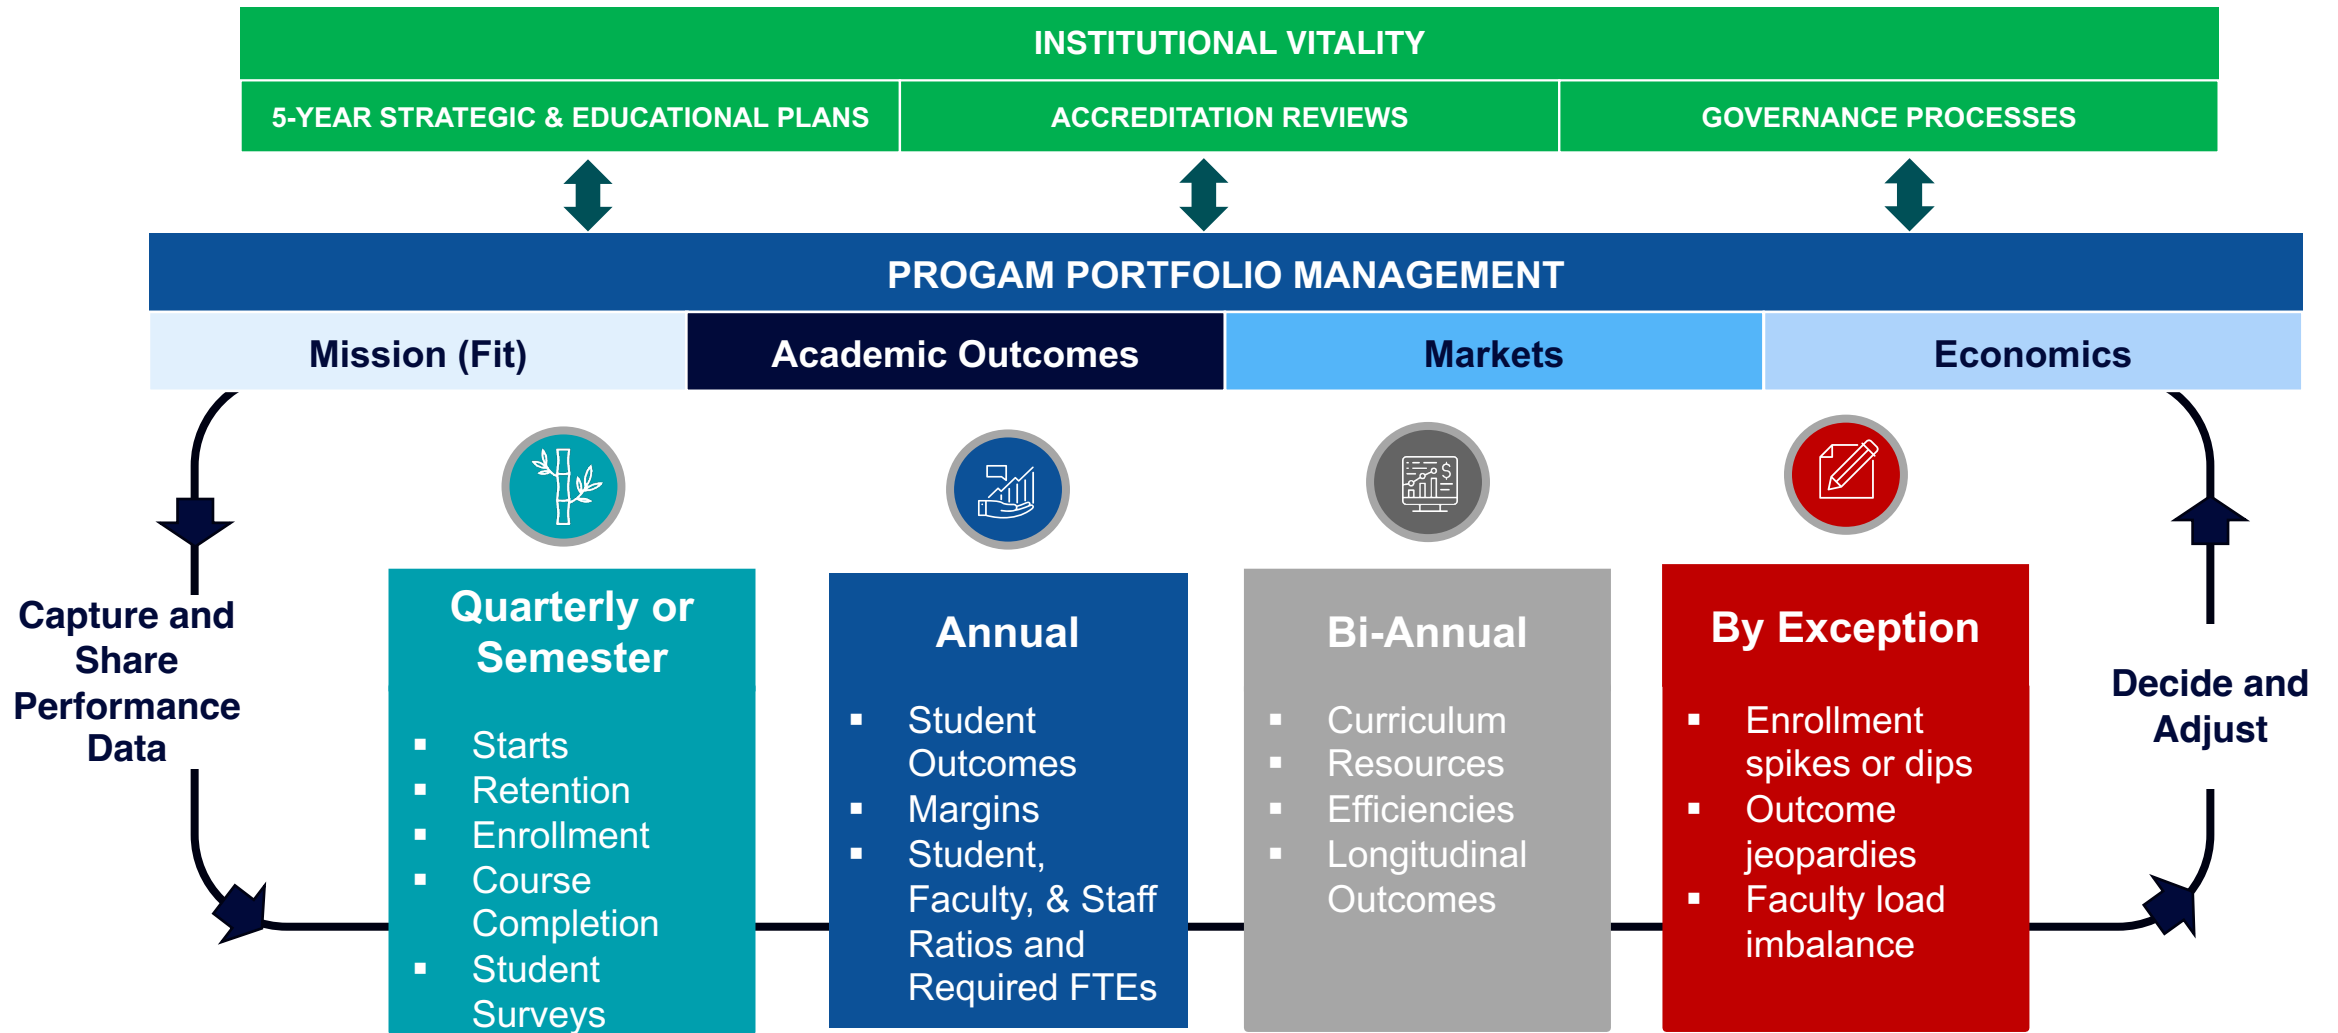 INSTITUTIONAL VITALITY
5-YEAR STRATEGIC & EDUCATIONAL PLANS
ACCREDITATION REVIEWS
GOVERNANCE PROCESSES
PROGAM PORTFOLIO MANAGEMENT
Mission (Fit)
Academic Outcomes
Markets
Economics
Capture and
Share
Performance
Data
Quarterly or
Semester
▪ Starts
▪ Retention
▪ Enrollment
▪ Course
Completion
▪ Student
Surveys
Annual
▪ Student
Outcomes
▪ Margins
▪ Student,
Faculty, & Staff
Ratios and
Required FTEs
$
Bi-Annual
▪ Curriculum
▪ Resources
▪ Efficiencies
▪ Longitudinal
Outcomes
By Exception
▪ Enrollment
spikes or dips
▪ Outcome
jeopardies
▪ Faculty load
imbalance
Decide and
Adjust